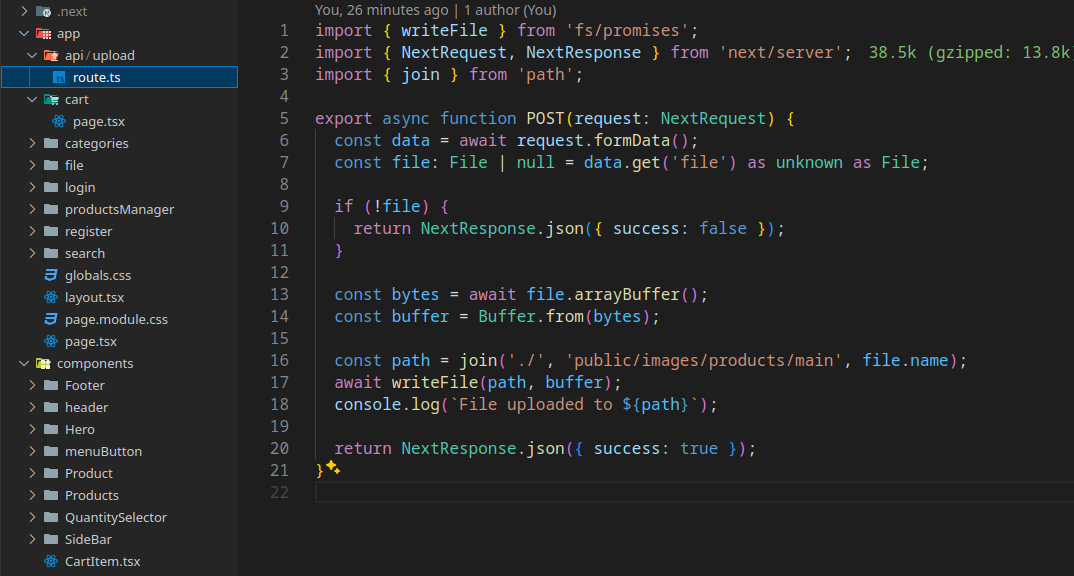 .next
app
api / upload
route.ts
cart
page.tsx
categories
file
login
productsManager
register
search
globals.css
layout.tsx
page.module.css
page.tsx
components
Footer
header
Hero
menuButton
Product
Products
QuantitySelector
SideBar
CartItem.tsx
You, 26 minutes ago | 1 author (You)
1 import { writeFile } from 'fs/promises';
2 import { NextRequest, NextResponse } from 'next/server'; 38.5k (gzipped: 13.8k
3 import { join } from 'path';
4
5 export async function POST(request: NextRequest) {
6 const data = await request.formData();
7 const file: File | null = data.get('file') as unknown as File;
8
9 if (!file) {
10 return NextResponse.json({ success: false });
11 }
12
13 const bytes = await file.arrayBuffer();
14 const buffer = Buffer.from(bytes);
15
16 const path = join('./', 'public/images/products/main', file.name);
17 await writeFile(path, buffer);
18 console.log(`File uploaded to ${path}`);
19
20 return NextResponse.json({ success: true });
21 }
22